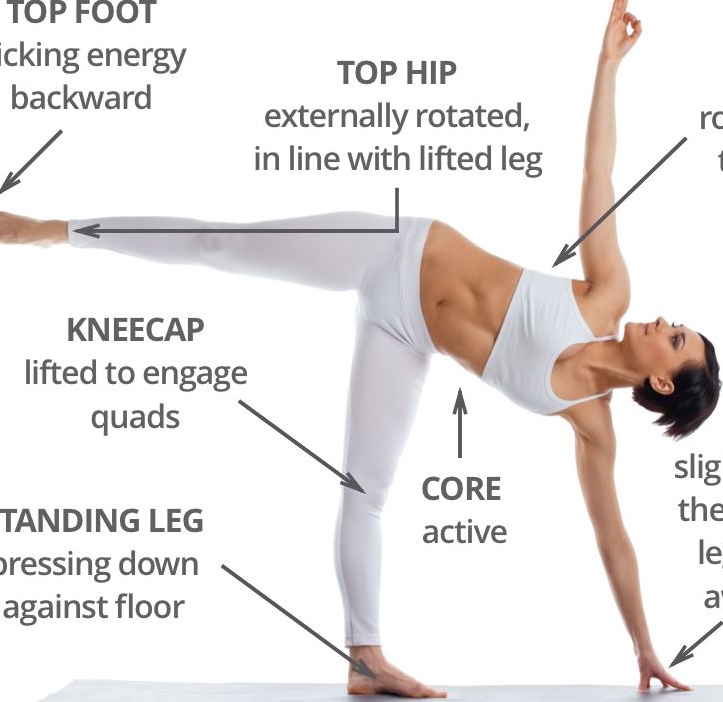 TOP FOOT
icking energy
backward
TOP HIP
externally rotated,
in line with lifted leg
ro
t
KNEECAP
lifted to engage
quads
CORE
active
TANDING LEG
pressing down
against floor
slig
the
le
av